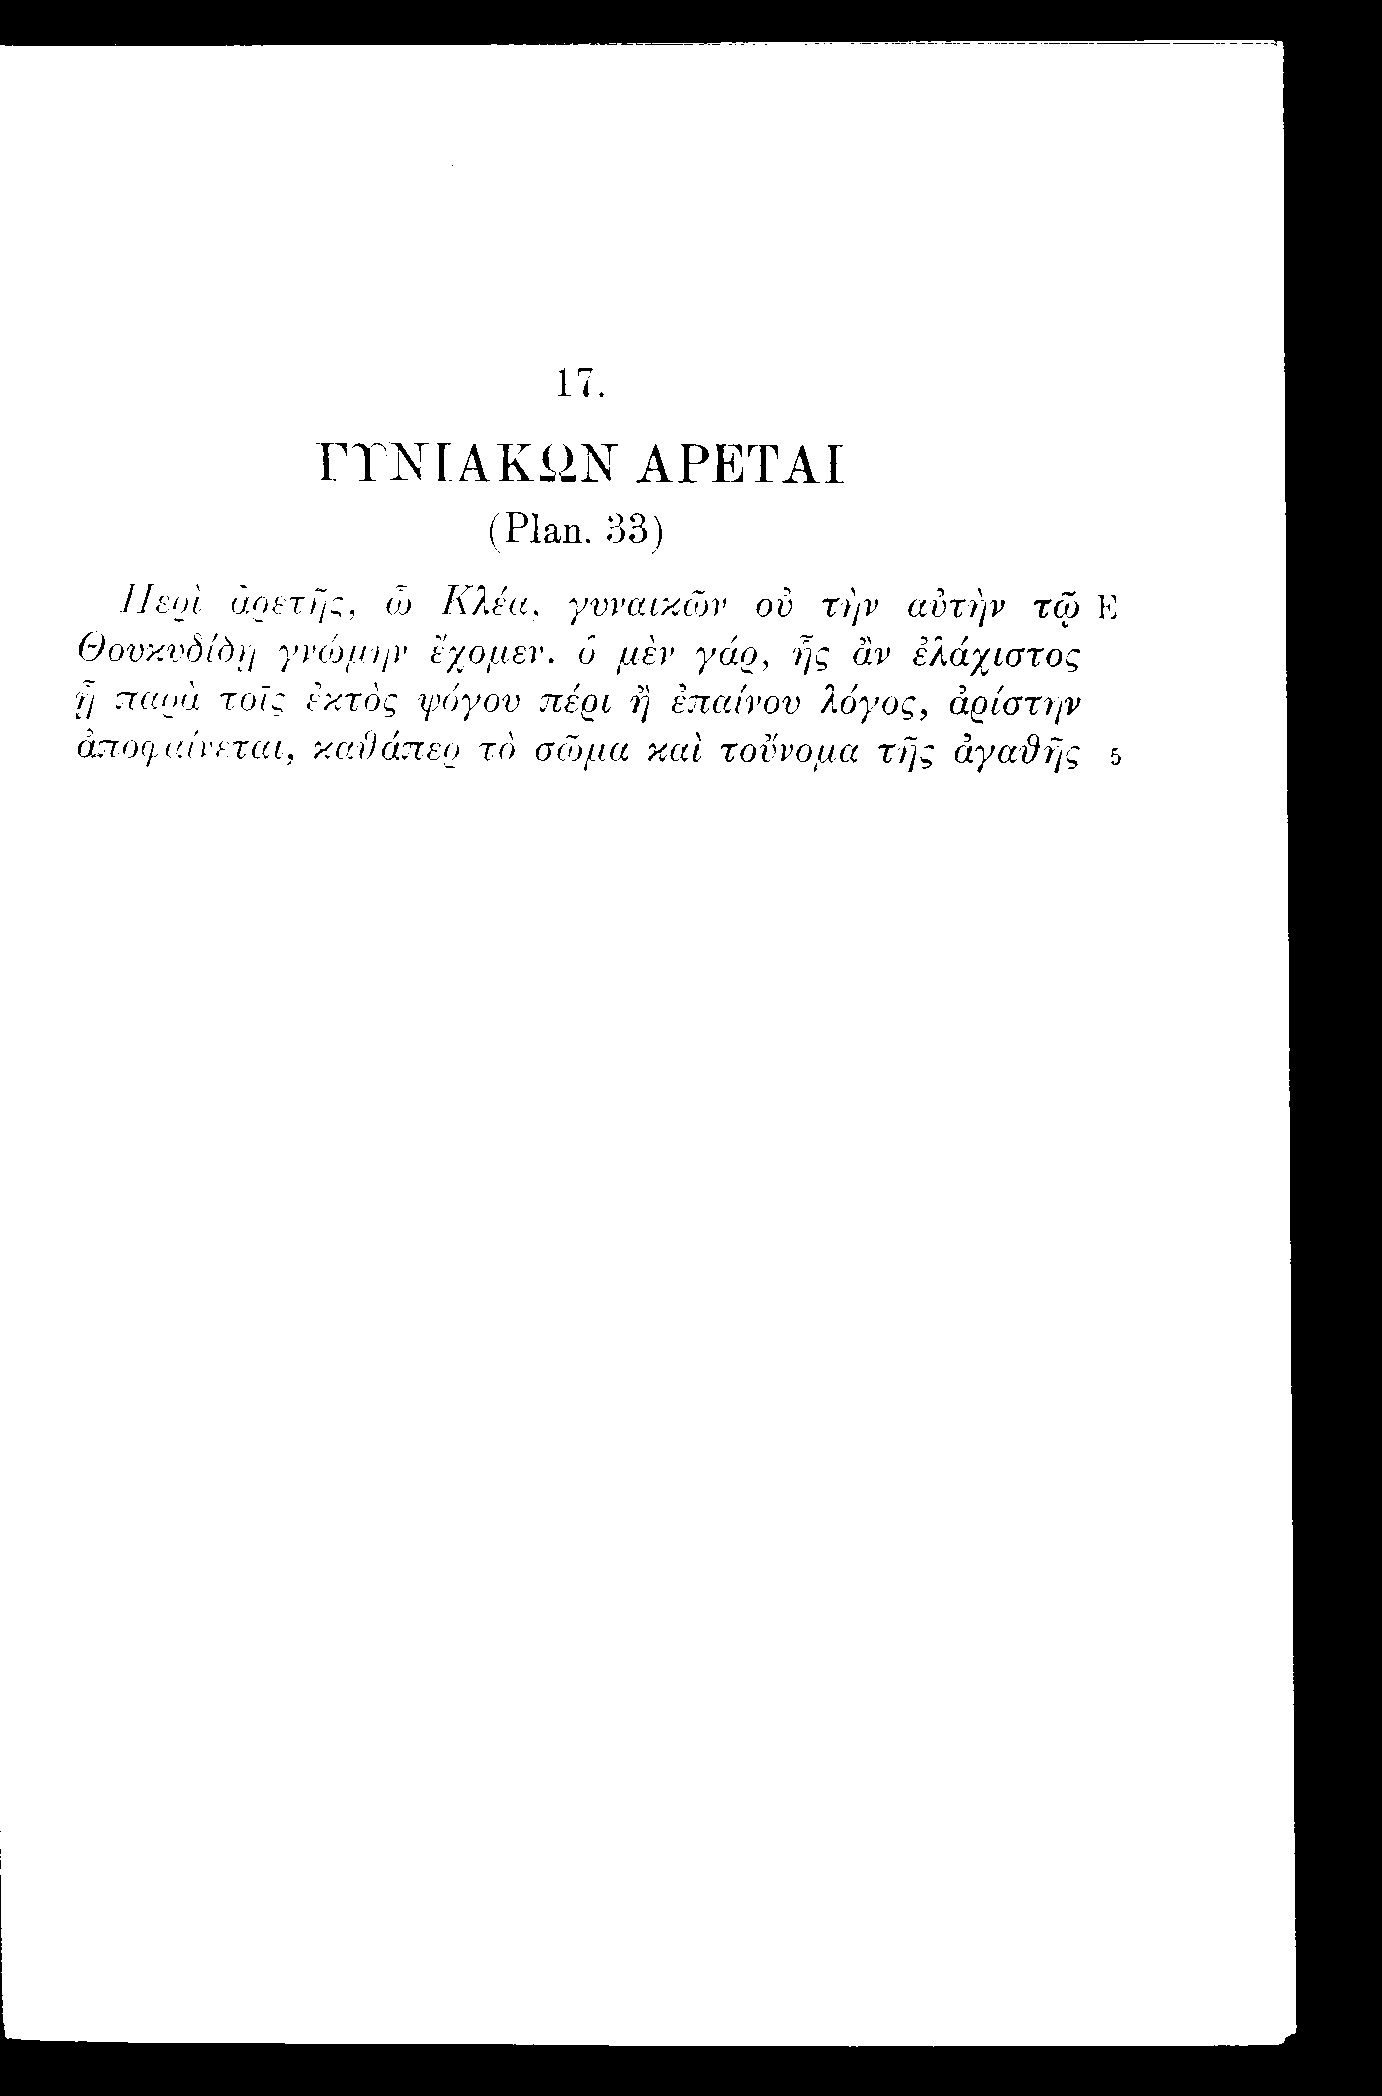 17.
ΓΥΝΙΑΚΩΝ ΑΡΕΤΑΙ
(Plan. 33)
Περὶ ἀρετῆς, ὦ Κλέα, γυναικῶν οὐ τὴν αὐτὴν τῷ E
Θουκυδίδῃ γνώμην ἔχομεν. ὁ μὲν γάρ, ἧς ἂν ἐλάχιστος
ᾖ παρὰ τοῖς ἐκτὸς ψόγου πέρι ἢ ἐπαίνου λόγος, ἀρίστην
ἀποφαίνεται, καθάπερ τὸ σῶμα καὶ τοὔνομα τῆς ἀγαθῆς 5